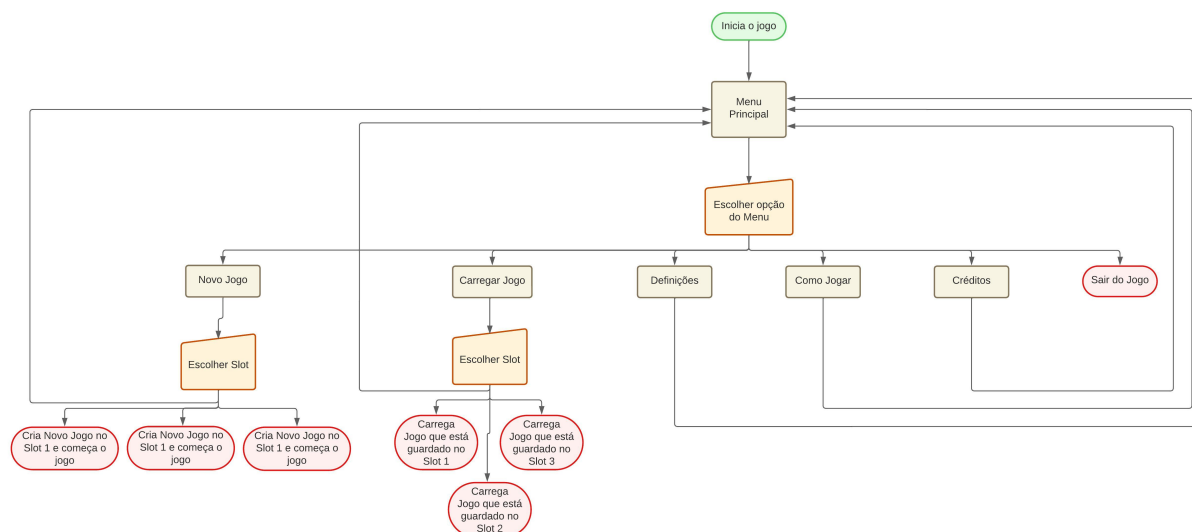 Inicia o jogo
Menu
Principal
Escolher opção
do Menu
Novo Jogo
Carregar Jogo
Definições
Como Jogar
Créditos
Sair do Jogo
Escolher Slot
Escolher Slot
Cria Novo Jogo no
Slot 1 e começa o
jogo
Cria Novo Jogo no
Slot 1 e começa o
jogo
Cria Novo Jogo no
Slot 1 e começa o
jogo
Carrega
Jogo que está
guardado no
Slot 1
Carrega
Jogo que está
guardado no
Slot 3
Carrega
Jogo que está
guardado no
Slot 2